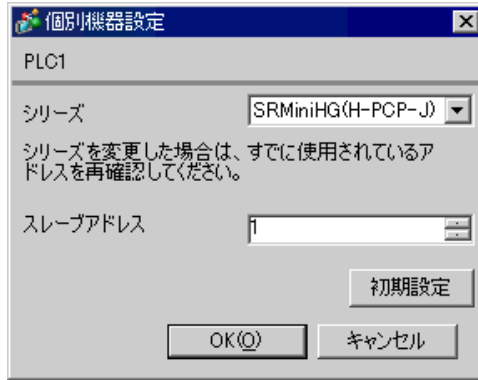 個別機器設定
PLC1
シリーズ
SRMiniHG(H-PCP-J)
シリーズを変更した場合は、すでに使用されているア
ドレスを再確認してください。
スレーブアドレス
1
初期設定
OK(O)
キャンセル